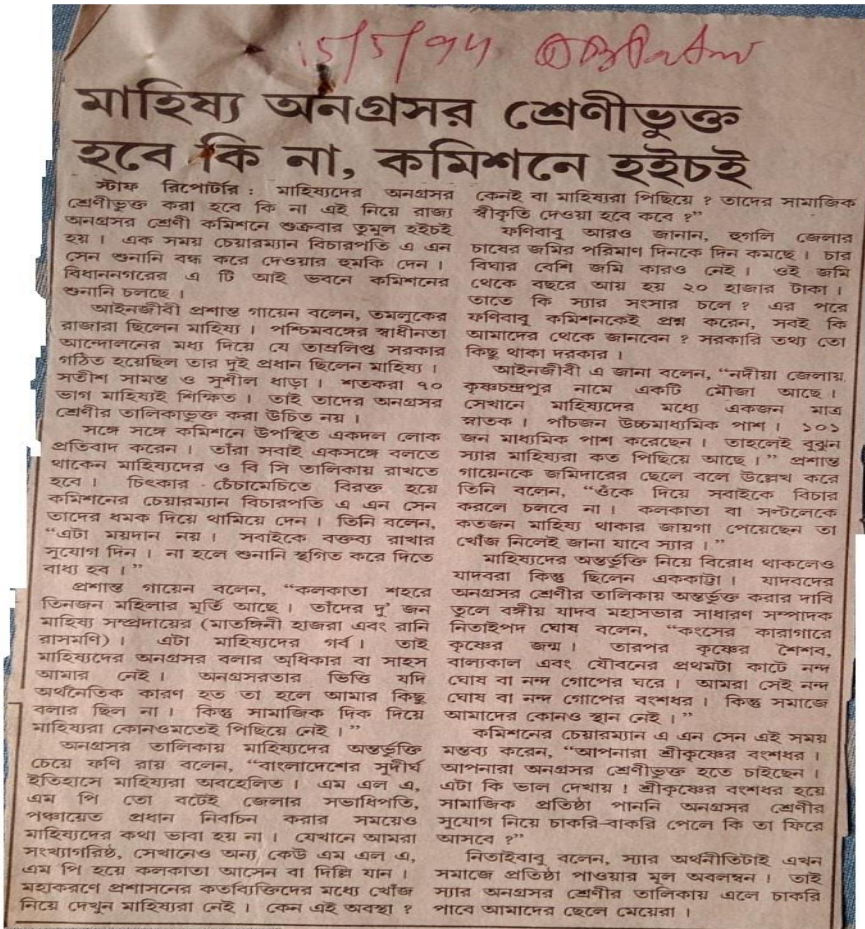 15/5/94
মাহিষ্য অনগ্রসর শ্রেণীভুক্ত
হবে কি না, কমিশনে হইচই
স্টাফ রিপোর্টার : মাহিষ্যদের অনগ্রসর
শ্রেণীভুক্ত করা হবে কি না এই নিয়ে রাজ্য
অনগ্রসর শ্রেণী কমিশনে শুক্রবার তুমুল হইচই
হয় । এক সময় চেয়ারম্যান বিচারপতি এ এন
সেন শুনানি বন্ধ করে দেওয়ার হুমকি দেন ।
বিধাননগরের এ টি আই ভবনে কমিশনের
শুনানি চলছে ।
আইনজীবী প্রশান্ত গায়েন বলেন, তমলুকের
রাজারা ছিলেন মাহিষ্য । পশ্চিমবঙ্গের স্বাধীনতা
আন্দোলনের মধ্য দিয়ে যে তাম্রলিপ্ত সরকার
গঠিত হয়েছিল তার দুই প্রধান ছিলেন মাহিষ্য ।
সতীশ সামন্ত ও সুশীল ধাড়া । শতকরা ৭০
ভাগ মাহিষ্যই শিক্ষিত । তাই তাদের অনগ্রসর
শ্রেণীর তালিকাভুক্ত করা উচিত নয় ।
সঙ্গে সঙ্গে কমিশনে উপস্থিত একদল লোক
প্রতিবাদ করেন । তাঁরা সবাই একসঙ্গে বলতে
থাকেন মাহিষ্যদের ও বি সি তালিকায় রাখতে
হবে । চিৎকার - চেঁচামেচিতে বিরক্ত হয়ে
কমিশনের চেয়ারম্যান বিচারপতি এ এন সেন
তাদের ধমক দিয়ে থামিয়ে দেন । তিনি বলেন,
“এটা ময়দান নয় । সবাইকে বক্তব্য রাখার
সুযোগ দিন । না হলে শুনানি স্থগিত করে দিতে
বাধ্য হব । ”
প্রশান্ত গায়েন বলেন, “কলকাতা শহরে
তিনজন মহিলার মূর্তি আছে । তাঁদের দু' জন
মাহিষ্য সম্প্রদায়ের (মাতঙ্গিনী হাজরা এবং রানি
রাসমণি) । এটা মাহিষ্যদের গর্ব । তাই
মাহিষ্যদের অনগ্রসর বলার অধিকার বা সাহস
আমার নেই । অনগ্রসরতার ভিত্তি যদি
অর্থনৈতিক কারণ হত তা হলে আমার কিছু
বলার ছিল না । কিন্তু সামাজিক দিক দিয়ে
মাহিষ্যরা কোনওমতেই পিছিয়ে নেই । ”
অনগ্রসর তালিকায় মাহিষ্যদের অন্তর্ভুক্তি
চেয়ে ফণি রায় বলেন, “বাংলাদেশের সুদীর্ঘ
ইতিহাসে মাহিষ্যরা অবহেলিত । এম এল এ,
এম পি তো বটেই জেলার সভাধিপতি,
পঞ্চায়েত প্রধান নির্বাচন করার সময়েও
মাহিষ্যদের কথা ভাবা হয় না । যেখানে আমরা
সংখ্যাগরিষ্ঠ, সেখানেও অন্য কেউ এম এল এ,
এম পি হয়ে কলকাতা আসেন বা দিল্লি যান ।
মহাকরণে প্রশাসনের কর্তাব্যক্তিদের মধ্যে খোঁজ
নিয়ে দেখুন মাহিষ্যরা নেই । কেন এই অবস্থা ?
কেনই বা মাহিষ্যরা পিছিয়ে ? তাদের সামাজিক
স্বীকৃতি দেওয়া হবে কবে ?”
ফণিবাবু আরও জানান, হুগলি জেলার
চাষের জমির পরিমাণ দিনকে দিন কমছে । চার
বিঘার বেশি জমি কারও নেই । ওই জমি
থেকে বছরে আয় হয় ২০ হাজার টাকা ।
তাতে কি স্যার সংসার চলে ? এর পরে
ফণিবাবু কমিশনকেই প্রশ্ন করেন, সবই কি
আমাদের থেকে জানবেন ? সরকারি তথ্য তো
কিছু থাকা দরকার ।
আইনজীবী এ জানা বলেন, “নদীয়া জেলায়
কৃষ্ণচন্দ্রপুর নামে একটি মৌজা আছে ।
সেখানে মাহিষ্যদের মধ্যে একজন মাত্র
স্নাতক । পাঁচজন উচ্চমাধ্যমিক পাশ । ১০১
জন মাধ্যমিক পাশ করেছেন । তাহলেই বুঝুন
স্যার মাহিষ্যরা কত পিছিয়ে আছে । ” প্রশান্ত
গায়েনকে জমিদারের ছেলে বলে উল্লেখ করে
তিনি বলেন, “ওঁকে দিয়ে সবাইকে বিচার
করলে চলবে না । কলকাতা বা সল্টলেকে
কতজন মাহিষ্য থাকার জায়গা পেয়েছেন তা
খোঁজ নিলেই জানা যাবে স্যার । ”
মাহিষ্যদের অন্তর্ভুক্তি নিয়ে বিরোধ থাকলেও
যাদবরা কিন্তু ছিলেন এককাট্টা । যাদবদের
অনগ্রসর শ্রেণীর তালিকায় অন্তর্ভুক্ত করার দাবি
তুলে বঙ্গীয় যাদব মহাসভার সাধারণ সম্পাদক
নিতাইপদ ঘোষ বলেন, “কংসের কারাগারে
কৃষ্ণের জন্ম । তারপর কৃষ্ণের শৈশব,
বাল্যকাল এবং যৌবনের প্রথমটা কাটে নন্দ
ঘোষ বা নন্দ গোপের ঘরে । আমরা সেই নন্দ
ঘোষ বা নন্দ গোপের বংশধর । কিন্তু সমাজে
আমাদের কোনও স্থান নেই । ”
কমিশনের চেয়ারম্যান এ এন সেন এই সময়
মন্তব্য করেন, “আপনারা শ্রীকৃষ্ণের বংশধর ।
আপনারা অনগ্রসর শ্রেণীভুক্ত হতে চাইছেন ।
এটা কি ভাল দেখায় ! শ্রীকৃষ্ণের বংশধর হয়ে
সামাজিক প্রতিষ্ঠা পাননি অনগ্রসর শ্রেণীর
সুযোগ নিয়ে চাকরি-বাকরি পেলে কি তা ফিরে
আসবে ?”
নিতাইবাবু বলেন, স্যার অর্থনীতিটাই এখন
সমাজে প্রতিষ্ঠা পাওয়ার মূল অবলম্বন । তাই
স্যার অনগ্রসর শ্রেণীর তালিকায় এলে চাকরি
পাবে আমাদের ছেলে মেয়েরা ।